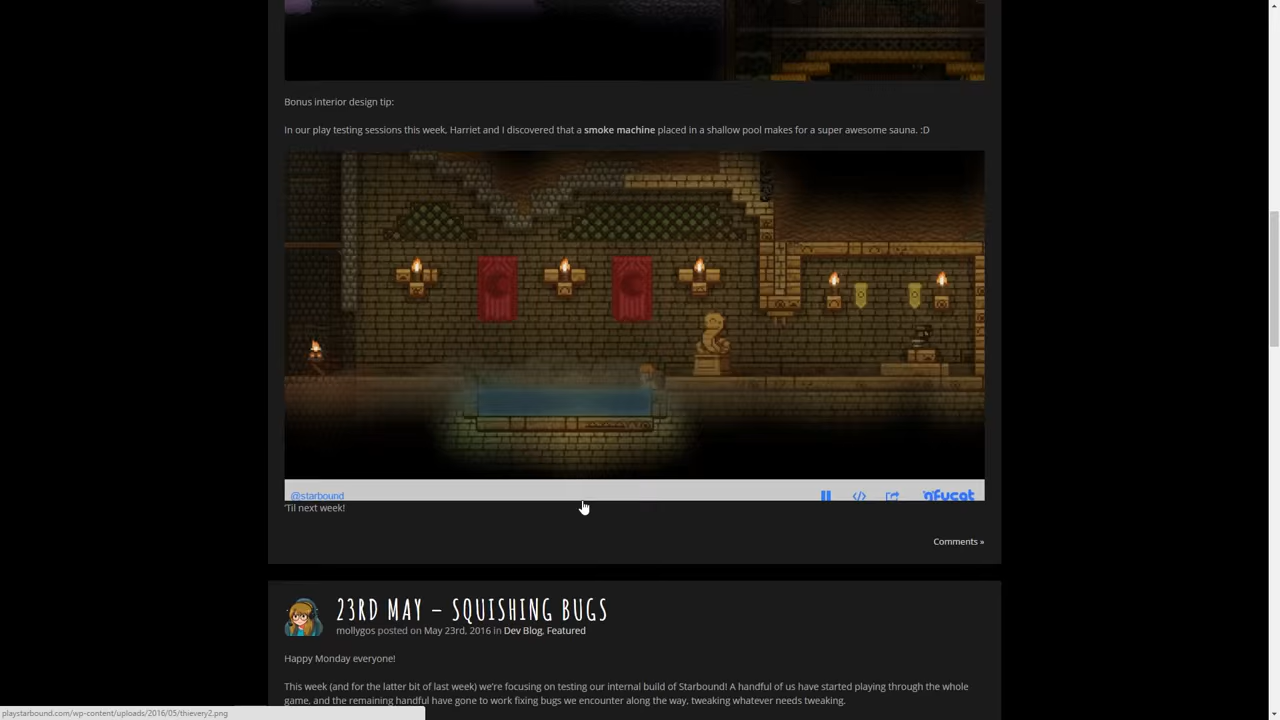 Bonus interior design tip:
In our play testing sessions this week, Harriet and I discovered that a smoke machine placed in a shallow pool makes for a super awesome sauna. :D
@starbound
gfycat
'Til next week!
Comments »
23RD MAY – SQUISHING BUGS
mollygos posted on May 23rd, 2016 in Dev Blog, Featured
Happy Monday everyone!
This week (and for the latter bit of last week) we're focusing on testing our internal build of Starbound! A handful of us have started playing through the whole
game, and the remaining handful have gone to work fixing bugs we encounter along the way, tweaking whatever needs tweaking.
playstarbound.com/wp-content/uploads/2016/05/thievery2.png